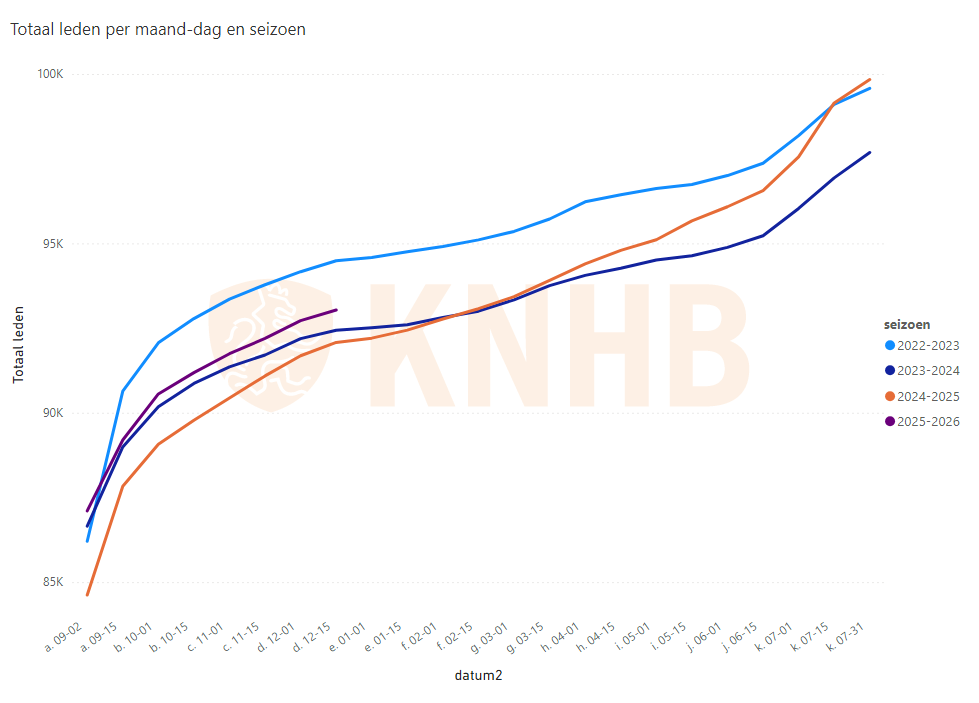 Totaal leden per maand-dag en seizoen
100K
95K
90K
85K
Totaal leden
KNHB
seizoen
2022-2023
2023-2024
2024-2025
2025-2026
a. 09-02
a. 09-15
b. 10-01
b. 10-15
c. 11-01
c. 11-15
d. 12-01
d. 12-15
e. 01-01
e. 01-15
f. 02-01
f. 02-15
g. 03-01
g. 03-15
h. 04-01
h. 04-15
i. 05-01
i. 05-15
j. 06-01
j. 06-15
k. 07-01
k. 07-15
k. 07-31
datum2